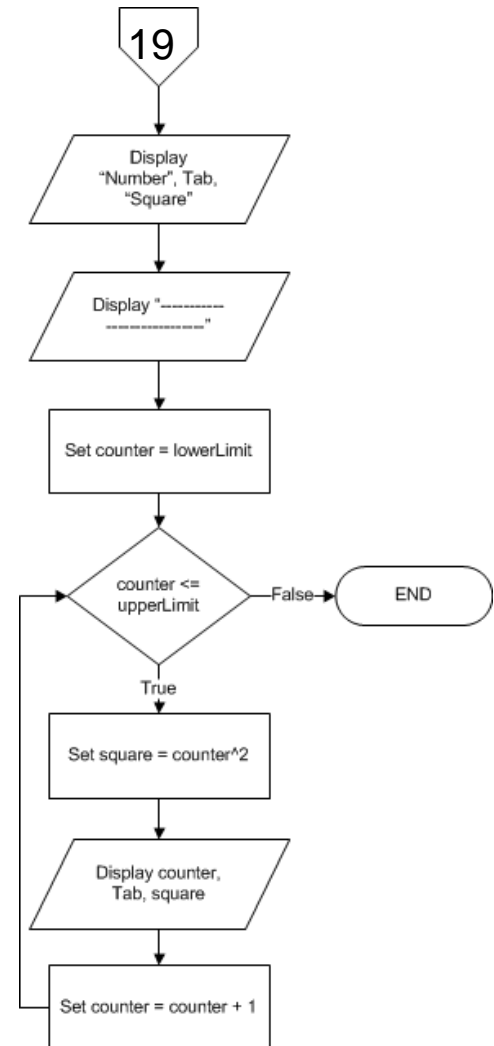 19
Display
“Number”, Tab,
“Square”
Display “-----------
------------------”
Set counter = lowerLimit
counter <=
upperLimit
False
END
True
Set square = counter^2
Display counter,
Tab, square
Set counter = counter + 1